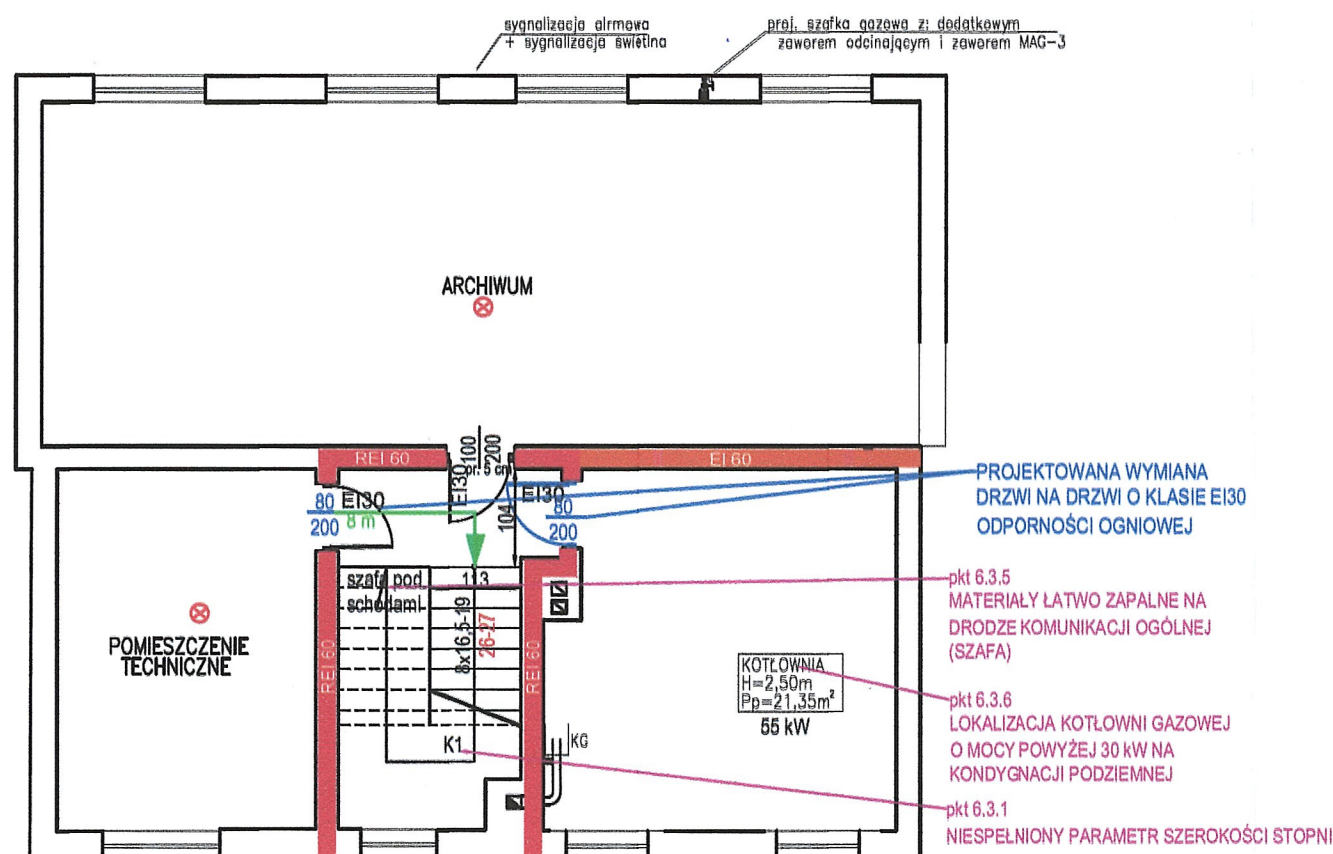 sygnalizacja alrmowa
+ sygnalizacja świetlna
proj. szafka gazowa z: dodatkowym
zaworem odcinającym i zaworem MAG-3
ARCHIWUM
REI 60
100
200
pr. 5 cm
EI30
EI 60
80
200
EI30
8 m
104
EI30
80
200
PROJEKTOWANA WYMIANA
DRZWI NA DRZWI O KLASIE EI30
ODPORNOŚCI OGNIOWEJ
szafa pod
schodami
113
8x16,5-19
26-27
REI 60
REI 60
POMIESZCZENIE
TECHNICZNE
pkt 6.3.5
MATERIAŁY ŁATWO ZAPALNE NA
DRODZE KOMUNIKACJI OGÓLNEJ
(SZAFA)
KOTŁOWNIA
H=2,50m
Pp=21,35m²
55 kW
pkt 6.3.6
LOKALIZACJA KOTŁOWNI GAZOWEJ
O MOCY POWYŻEJ 30 kW NA
KONDYGNACJI PODZIEMNEJ
K1
KG
pkt 6.3.1
NIESPEŁNIONY PARAMETR SZEROKOŚCI STOPNI